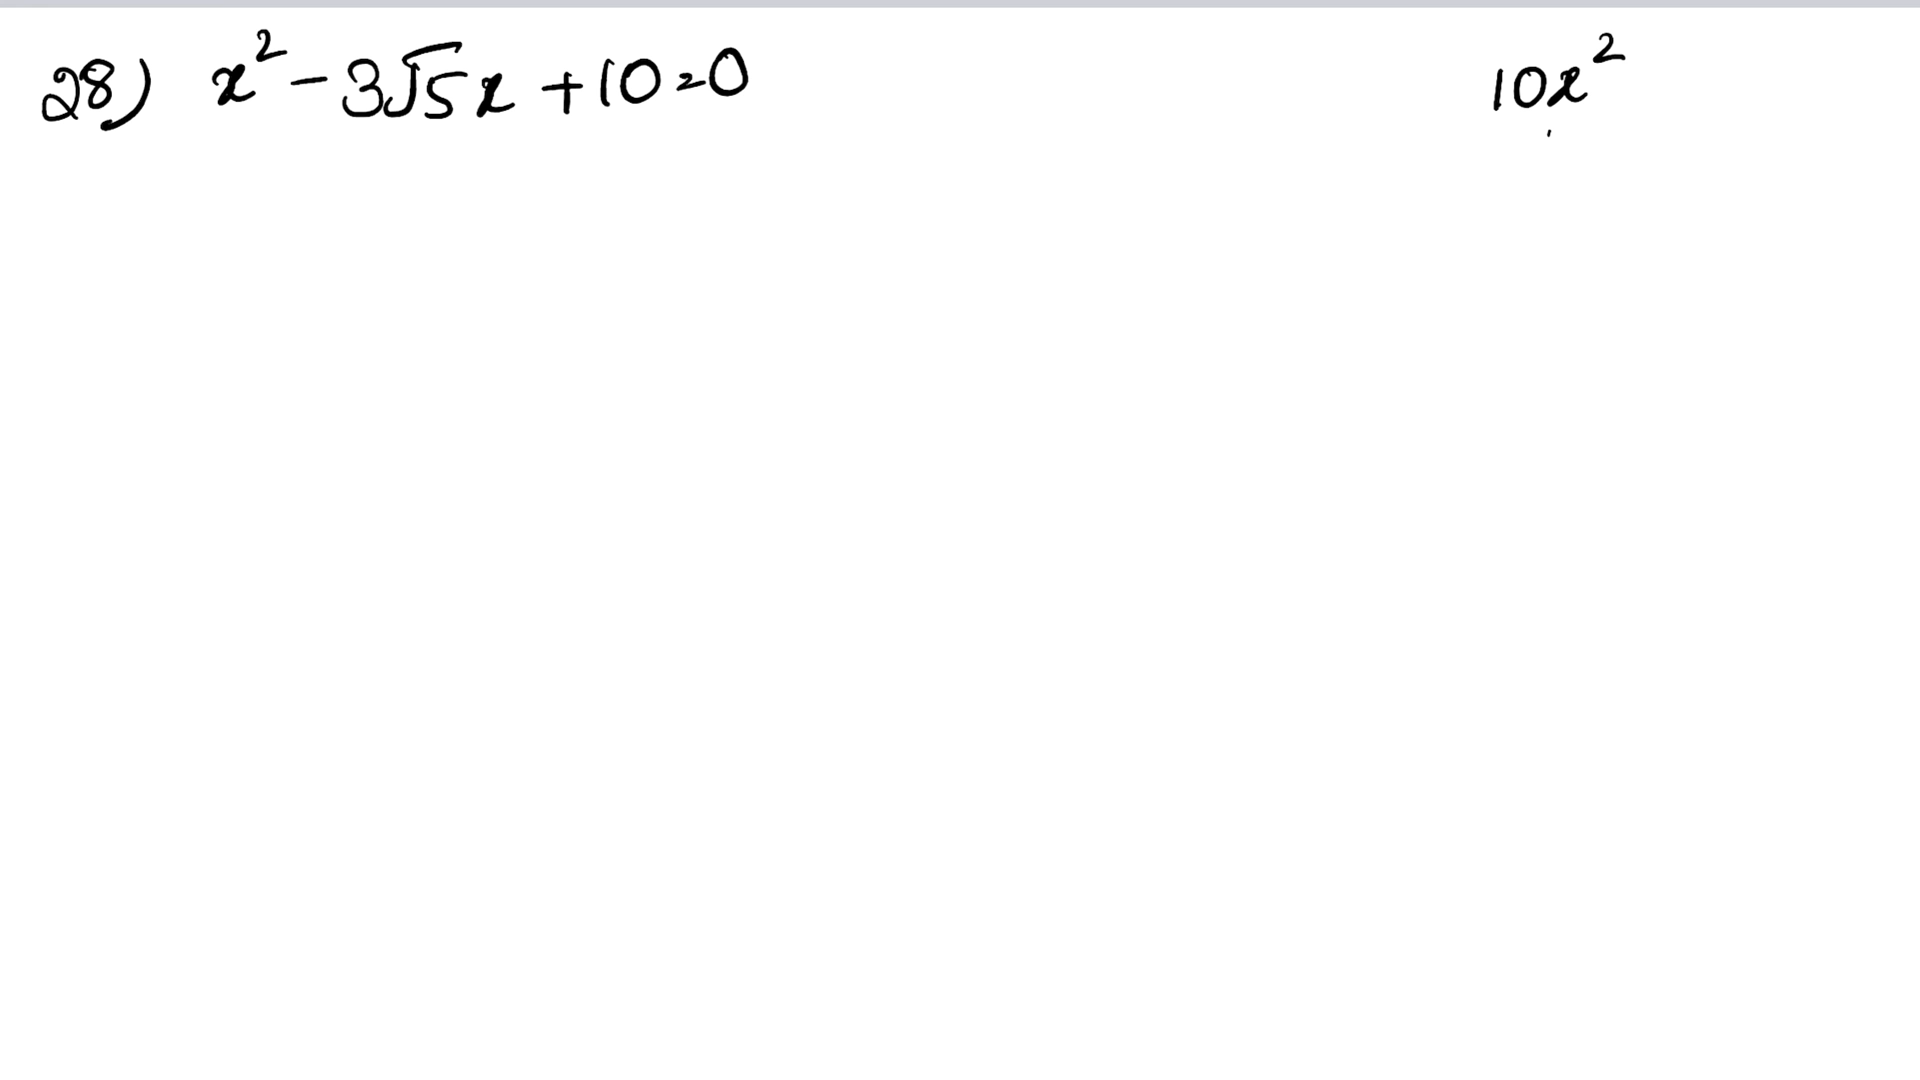 28) x² - 3√5x + 10 = 0
10x²